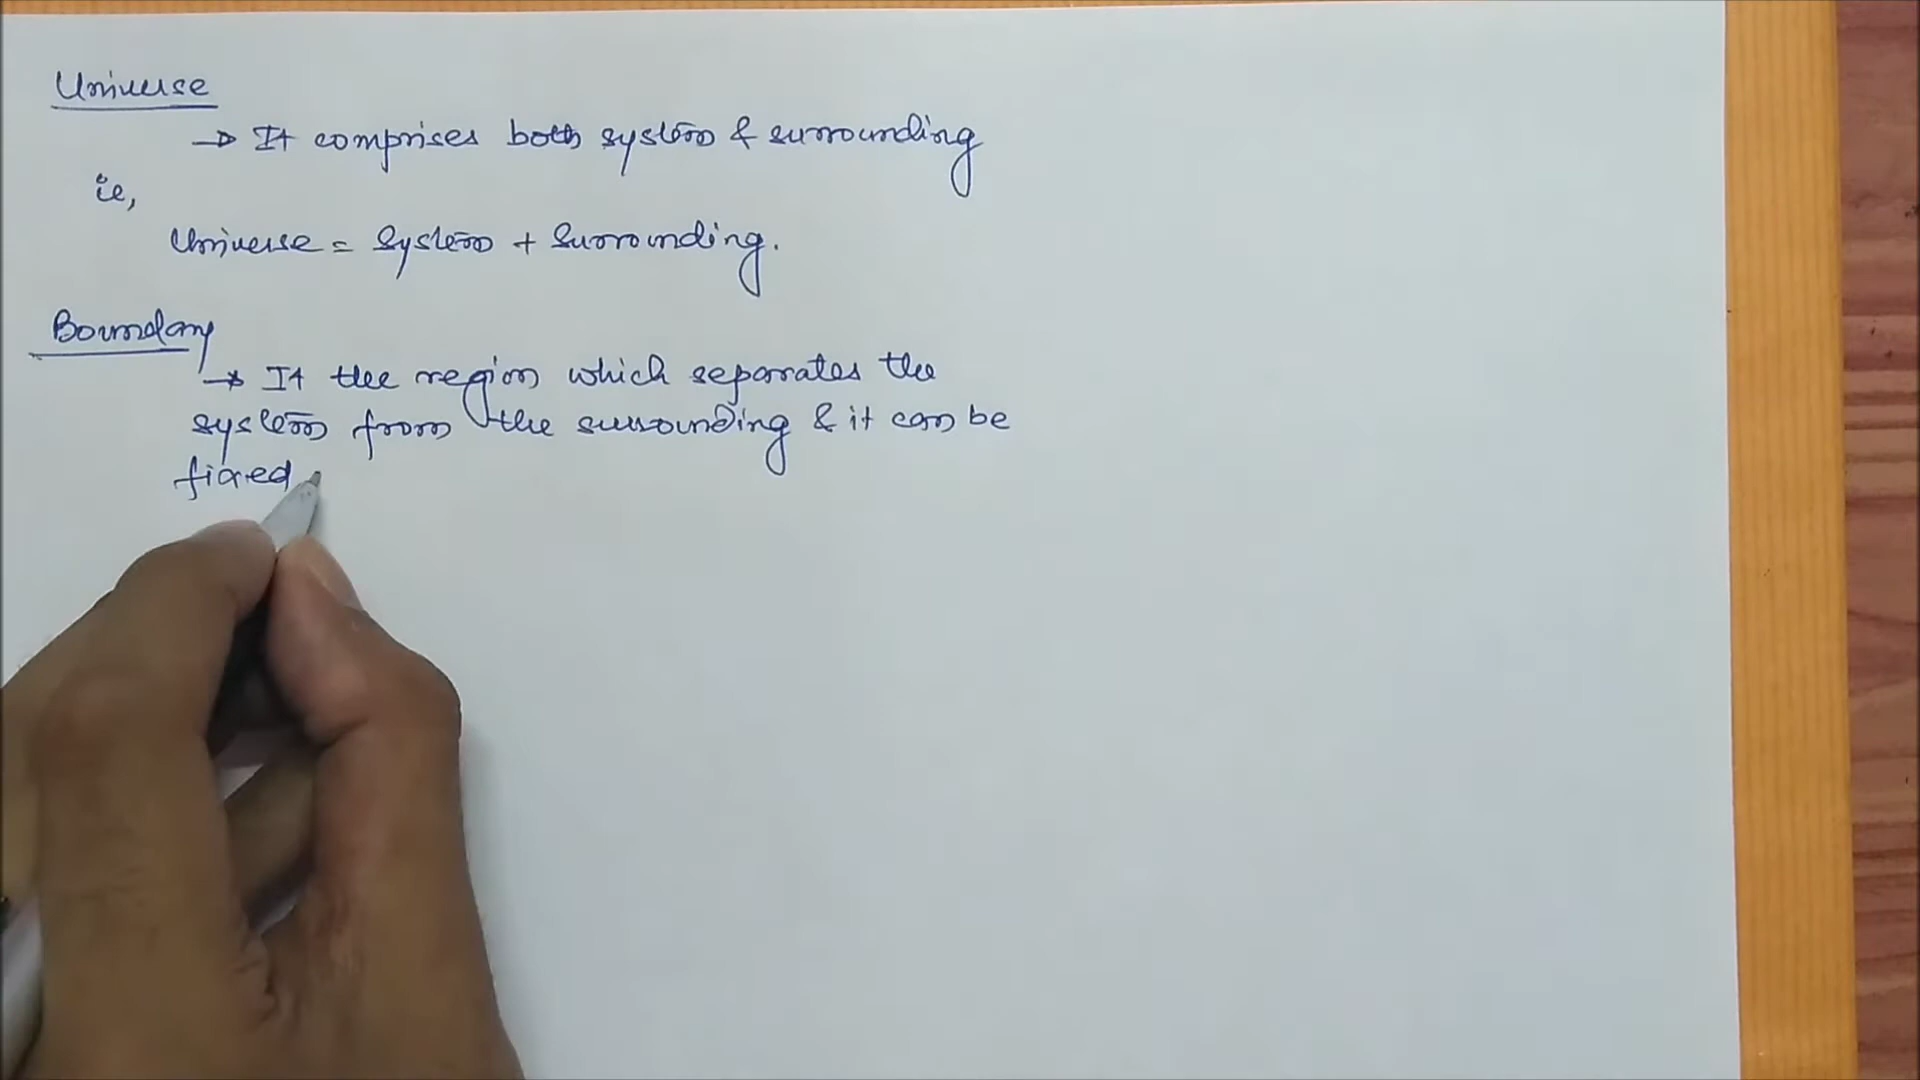 Universe
→ It comprises both system & surrounding
ie,
Universe = System + Surrounding.
Boundary
→ It the region which separates the
system from the surrounding & it can be
fixed